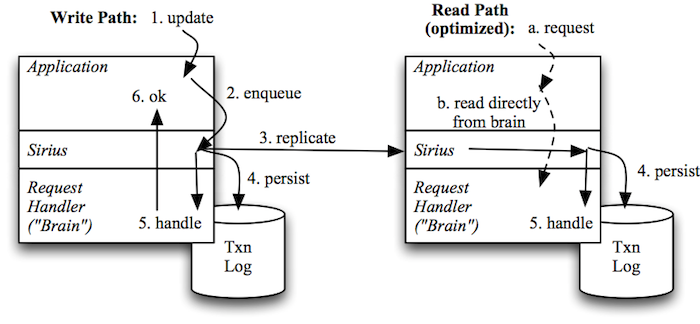 Write Path: 1. update
Application
2. enqueue
6. ok
Sirius
3. replicate
Request
Handler
("Brain")
4. persist
5. handle
Txn
Log
Read Path
(optimized): a. request
Application
b. read directly
from brain
Sirius
Request
Handler
("Brain")
4. persist
5. handle
Txn
Log